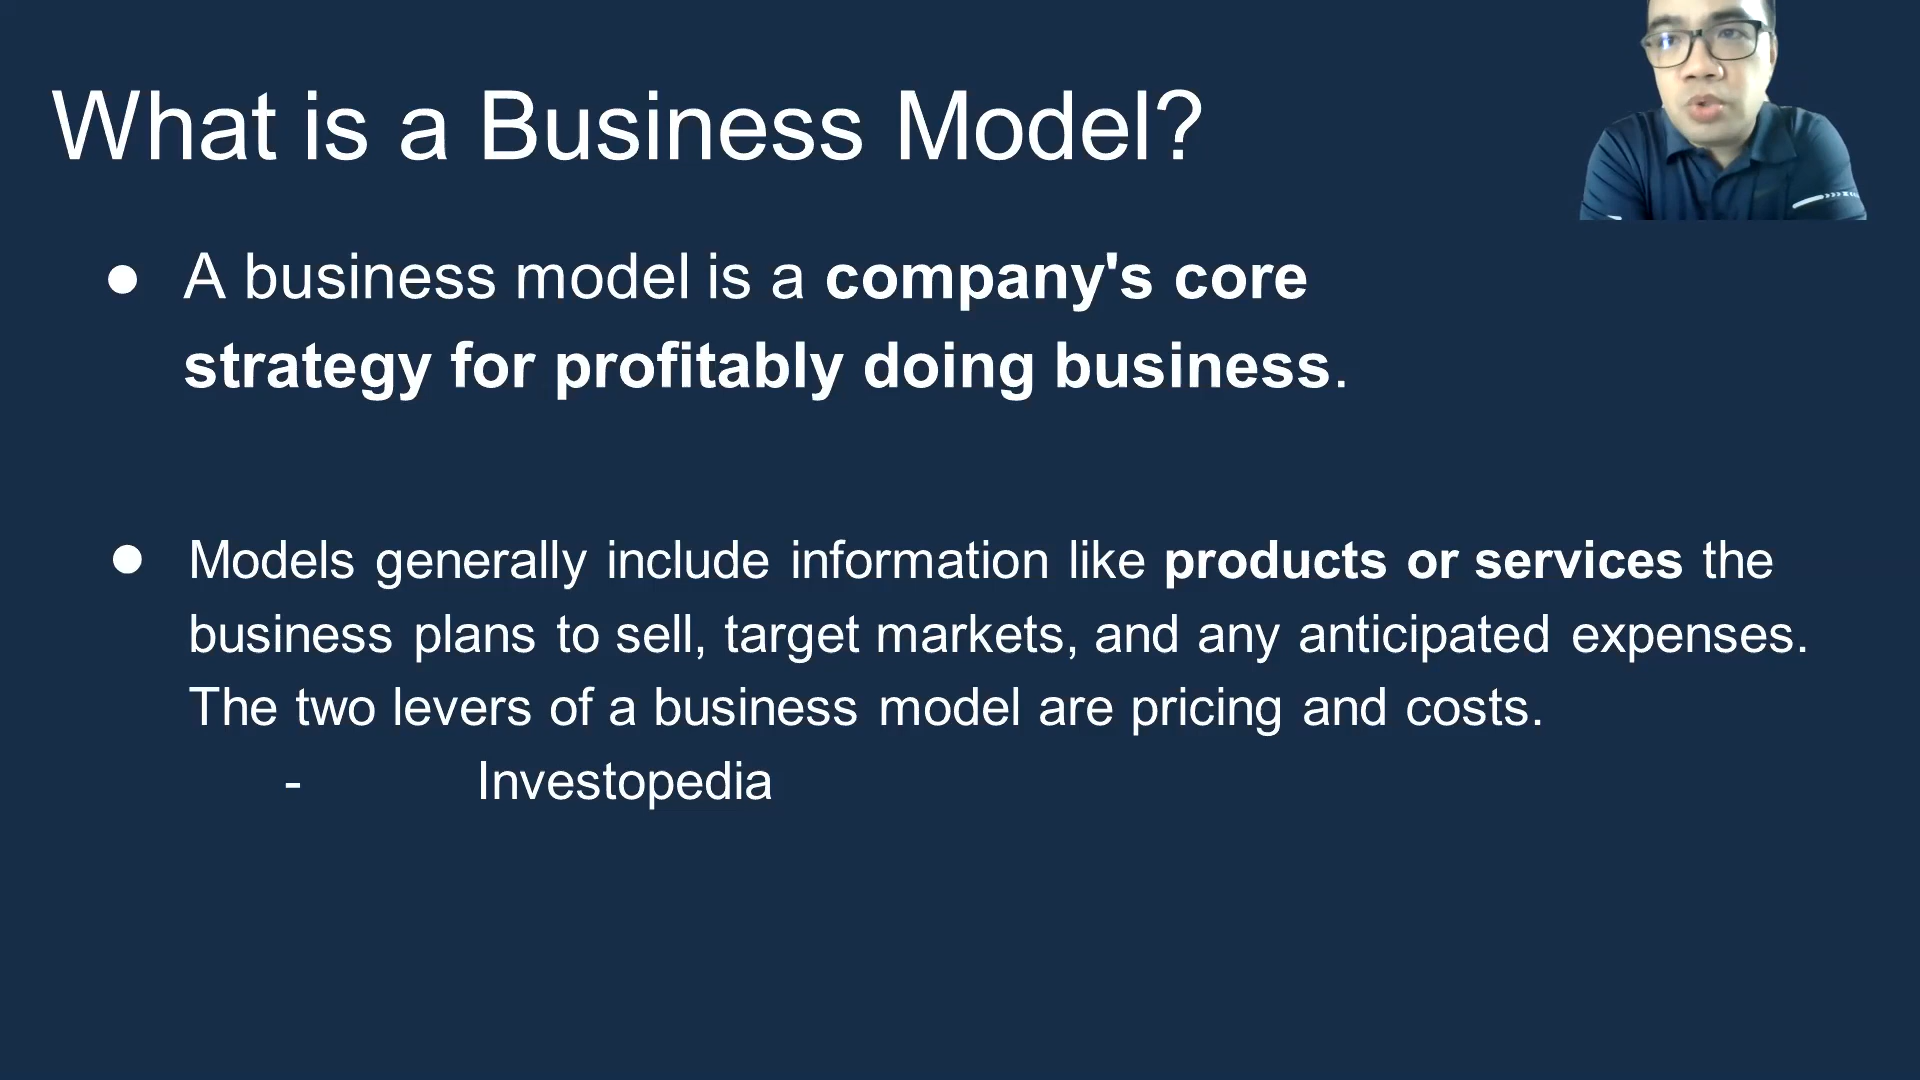 What is a Business Model?
● A business model is a company's core
strategy for profitably doing business.
● Models generally include information like products or services the
business plans to sell, target markets, and any anticipated expenses.
The two levers of a business model are pricing and costs.
- Investopedia